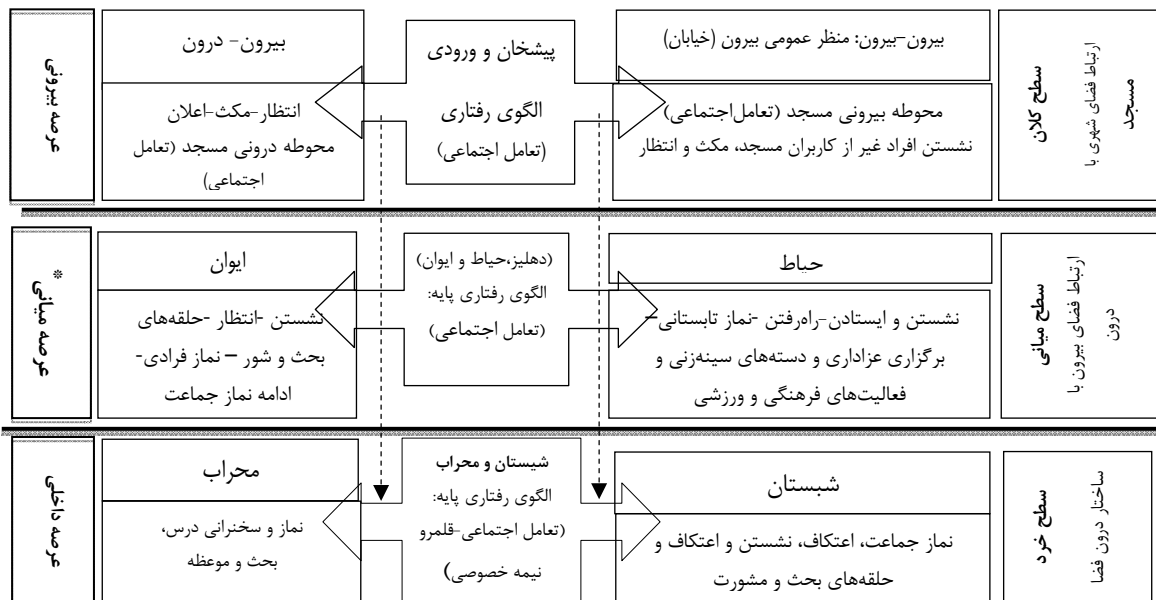 سطح کلان
ارتباط فضای شهری با
مسجد
بیرون-بیرون: منظر عمومی بیرون (خیابان)
محوطه بیرونی مسجد (تعامل‌اجتماعی)
نشستن افراد غیر از کاربران مسجد، مکث و انتظار
پیشخان و ورودی
الگوی رفتاری
(تعامل اجتماعی)
بیرون- درون
انتظار-مکث-اعلان
محوطه درونی مسجد (تعامل
اجتماعی)
عرصه بیرونی
سطح میانی
ارتباط فضای بیرون با
درون
حیاط
نشستن و ایستادن-راه‌رفتن -نماز تابستانی-
برگزاری عزاداری و دسته‌های سینه‌زنی و
فعالیت‌های فرهنگی و ورزشی
(دهلیز،حیاط و ایوان)
الگوی رفتاری پایه:
(تعامل اجتماعی)
ایوان
نشستن -انتظار -حلقه‌های
بحث و شور – نماز فرادی-
ادامه نماز جماعت
عرصه میانی *
سطح خرد
ساختار درون فضا
شبستان
نماز جماعت، اعتکاف، نشستن و اعتکاف و
حلقه‌های بحث و مشورت
شبستان و محراب
الگوی رفتاری پایه:
(تعامل اجتماعی-قلمرو
نیمه خصوصی)
محراب
نماز و سخنرانی درس،
بحث و موعظه
عرصه داخلی